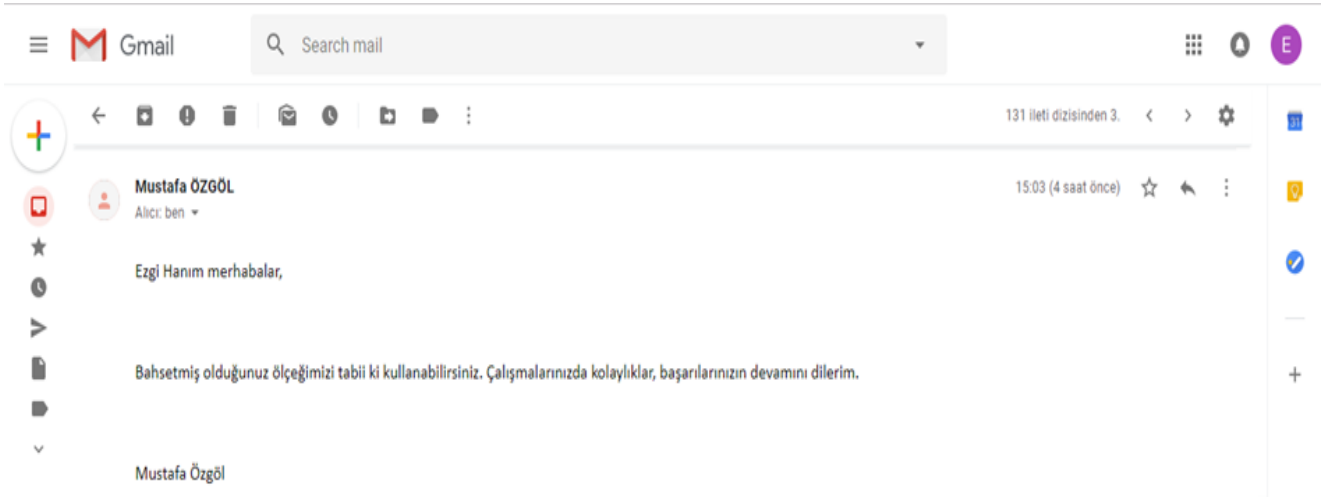 Gmail
Search mail
131 ileti dizisinden 3.
31
Mustafa ÖZGÖL
15:03 (4 saat önce)
Alıcı: ben
Ezgi Hanım merhabalar,
Bahsetmiş olduğunuz ölçeğimizi tabii ki kullanabilirsiniz. Çalışmalarınızda kolaylıklar, başarılarınızın devamını dilerim.
Mustafa Özgöl
E